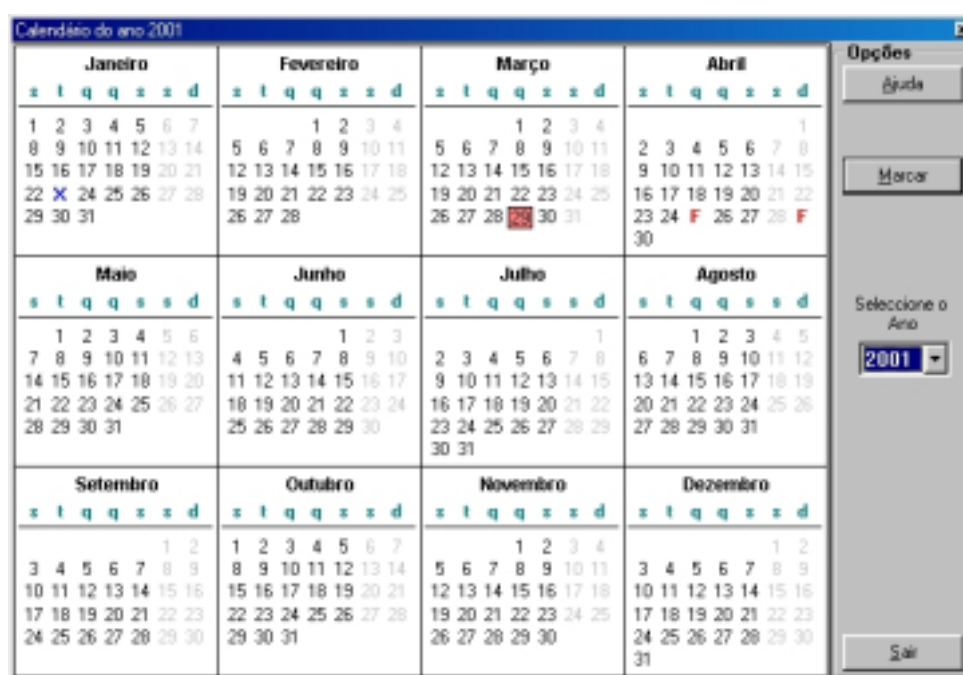 Calendário do ano 2001
Janeiro
s t q q s s d
1 2 3 4 5 6 7
8 9 10 11 12 13 14
15 16 17 18 19 20 21
22 X 24 25 26 27 28
29 30 31
Fevereiro
s t q q s s d
1 2 3 4
5 6 7 8 9 10 11
12 13 14 15 16 17 18
19 20 21 22 23 24 25
26 27 28
Março
s t q q s s d
1 2 3 4
5 6 7 8 9 10 11
12 13 14 15 16 17 18
19 20 21 22 23 24 25
26 27 28 29 30 31
Abril
s t q q s s d
1
2 3 4 5 6 7 8
9 10 11 12 13 14 15
16 17 18 19 20 21 22
23 24 F 26 27 28 F
30
Maio
s t q q s s d
1 2 3 4 5 6
7 8 9 10 11 12 13
14 15 16 17 18 19 20
21 22 23 24 25 26 27
28 29 30 31
Junho
s t q q s s d
1 2 3
4 5 6 7 8 9 10
11 12 13 14 15 16 17
18 19 20 21 22 23 24
25 26 27 28 29 30
Julho
s t q q s s d
1
2 3 4 5 6 7 8
9 10 11 12 13 14 15
16 17 18 19 20 21 22
23 24 25 26 27 28 29
30 31
Agosto
s t q q s s d
1 2 3 4 5
6 7 8 9 10 11 12
13 14 15 16 17 18 19
20 21 22 23 24 25 26
27 28 29 30 31
Setembro
s t q q s s d
1 2
3 4 5 6 7 8 9
10 11 12 13 14 15 16
17 18 19 20 21 22 23
24 25 26 27 28 29 30
Outubro
s t q q s s d
1 2 3 4 5 6 7
8 9 10 11 12 13 14
15 16 17 18 19 20 21
22 23 24 25 26 27 28
29 30 31
Novembro
s t q q s s d
1 2 3 4
5 6 7 8 9 10 11
12 13 14 15 16 17 18
19 20 21 22 23 24 25
26 27 28 29 30
Dezembro
s t q q s s d
1 2
3 4 5 6 7 8 9
10 11 12 13 14 15 16
17 18 19 20 21 22 23
24 25 26 27 28 29 30
31
Opções
Ajuda
Marcar
Seleccione o
Ano
2001
Sair